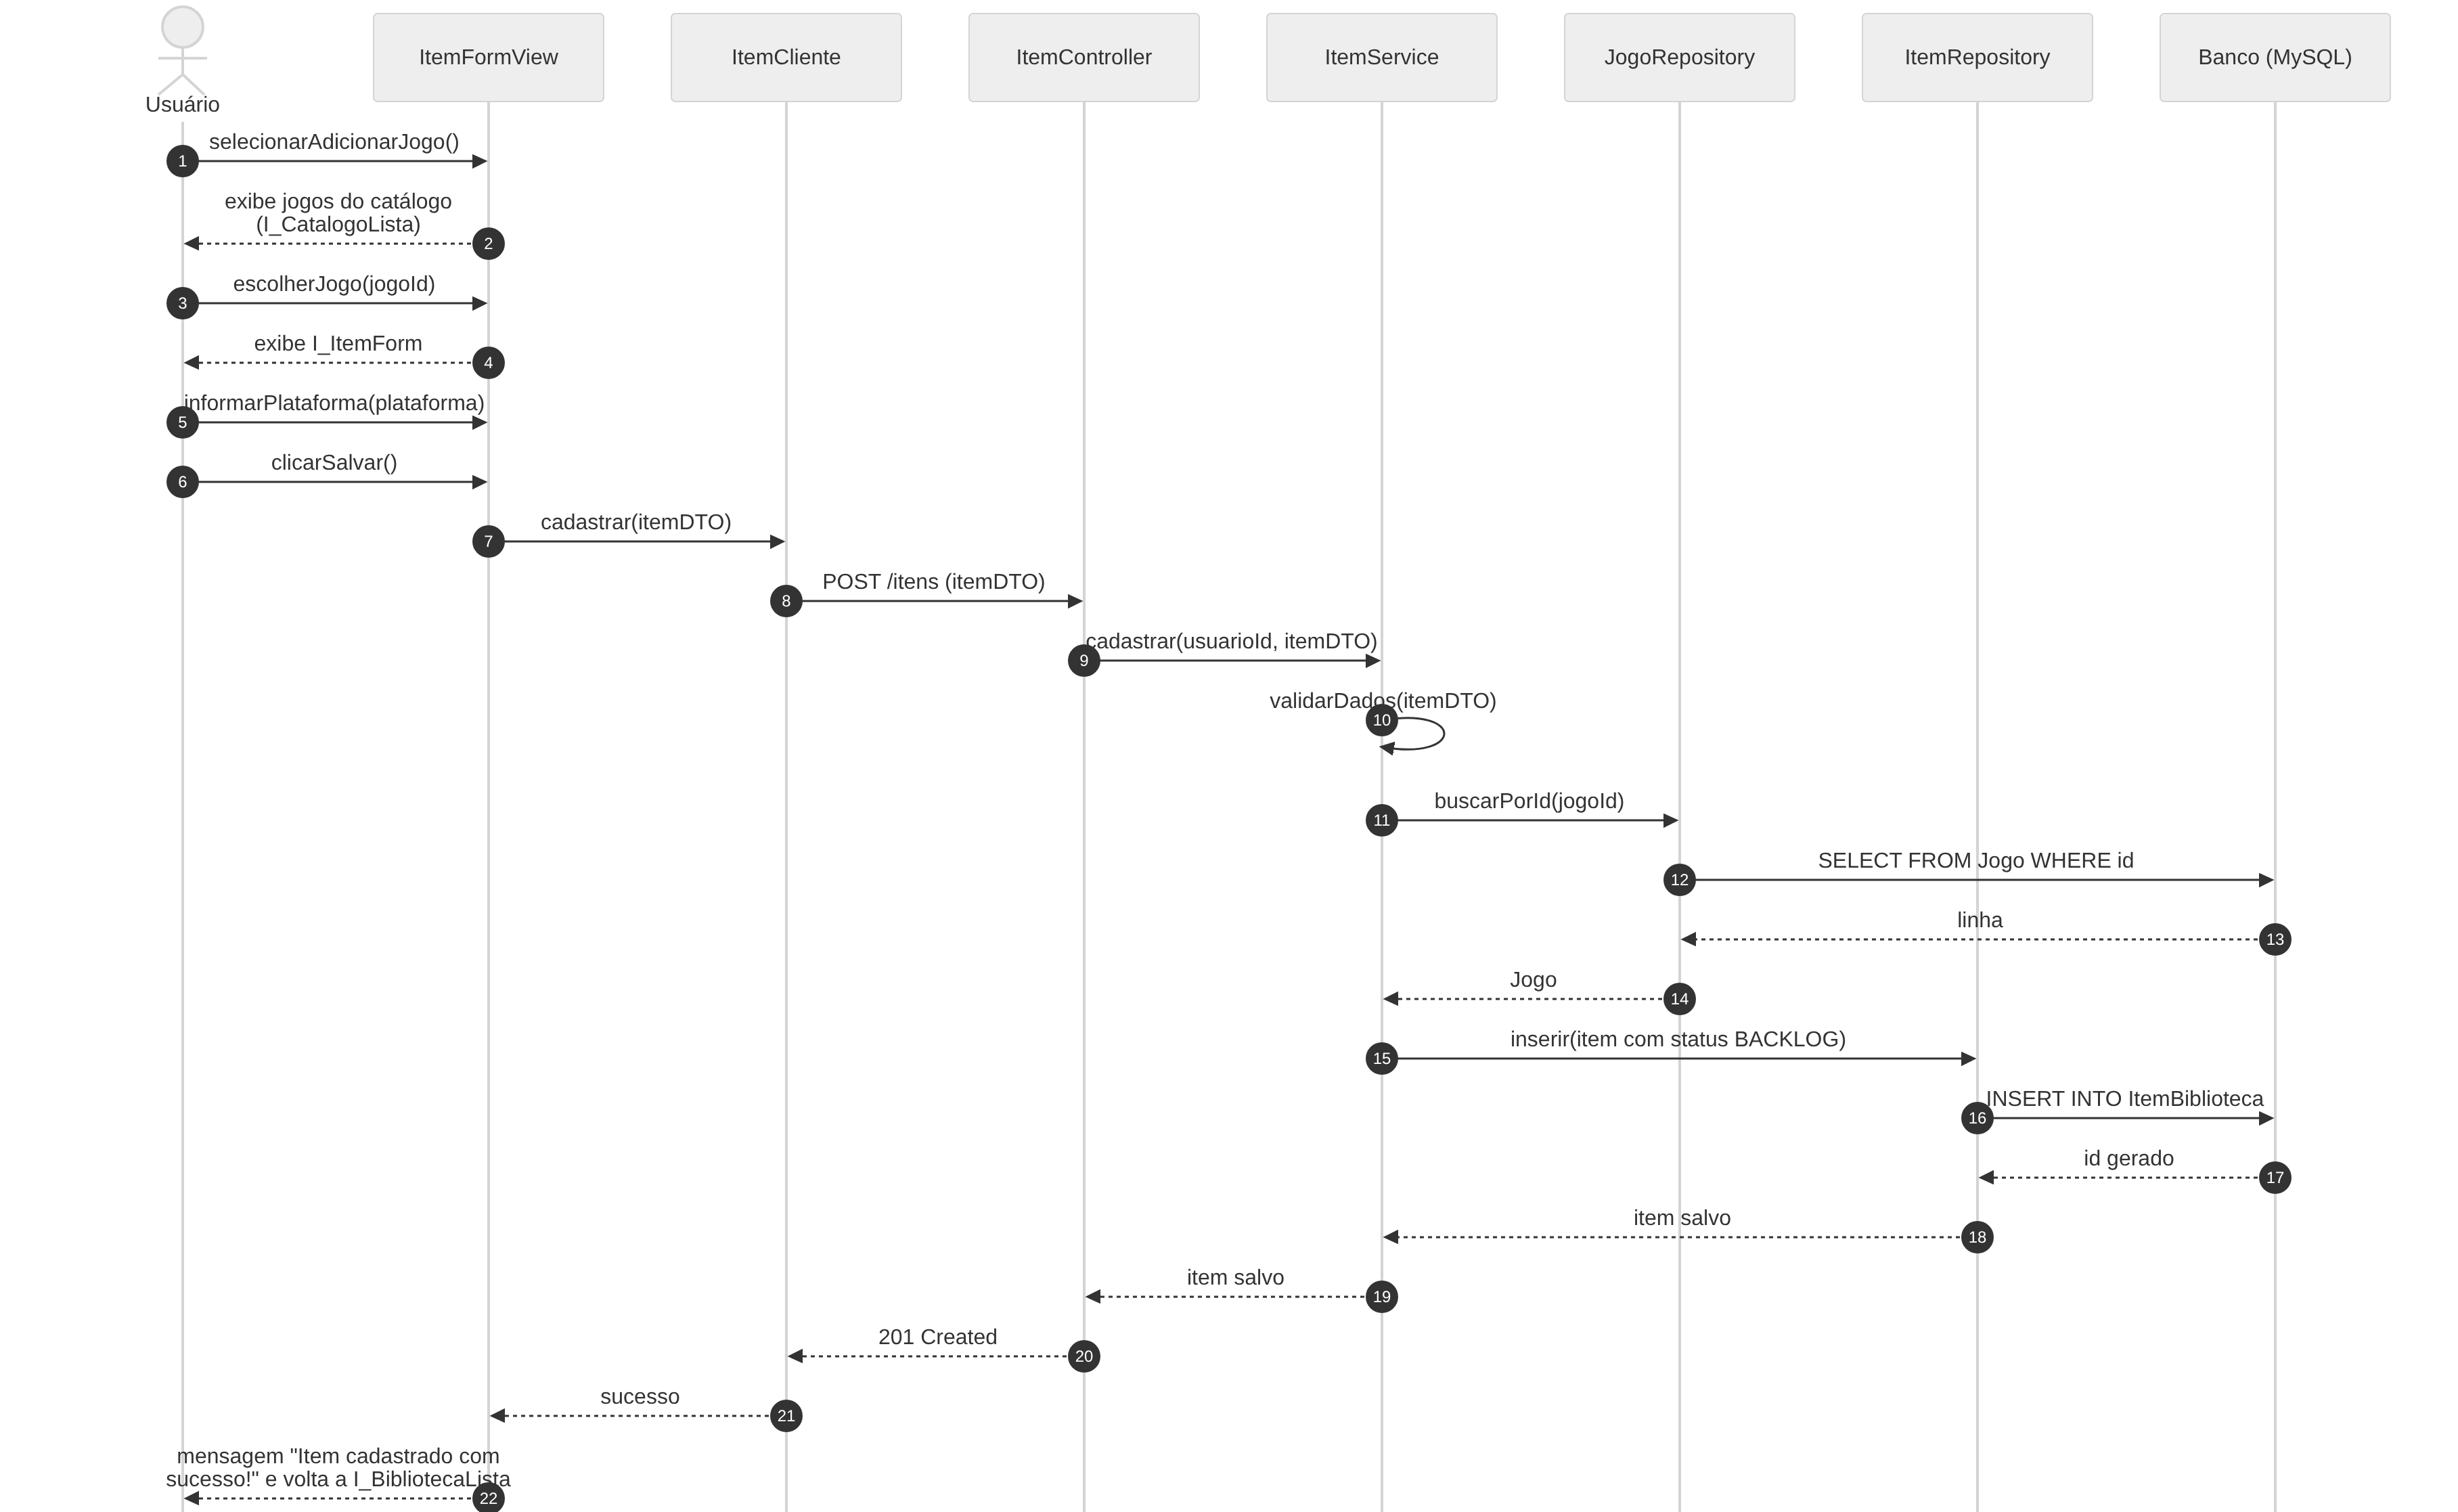 Usuário
ItemFormView
ItemCliente
ItemController
ItemService
JogoRepository
ItemRepository
Banco (MySQL)
selecionarAdicionarJogo()
1
exibe jogos do catálogo
(I_CatalogoLista)
2
escolherJogo(jogoId)
3
exibe I_ItemForm
4
informarPlataforma(plataforma)
5
clicarSalvar()
6
cadastrar(itemDTO)
7
POST /itens (itemDTO)
8
cadastrar(usuarioId, itemDTO)
9
validarDados(itemDTO)
10
buscarPorId(jogoId)
11
SELECT FROM Jogo WHERE id
12
linha
13
Jogo
14
inserir(item com status BACKLOG)
15
INSERT INTO ItemBiblioteca
16
id gerado
17
item salvo
18
item salvo
19
201 Created
20
sucesso
21
mensagem "Item cadastrado com
sucesso!" e volta a I_BibliotecaLista
22